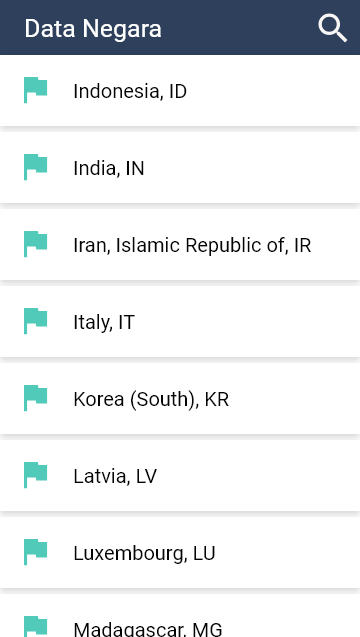 Data Negara
Indonesia, ID
India, IN
Iran, Islamic Republic of, IR
Italy, IT
Korea (South), KR
Latvia, LV
Luxembourg, LU
Madagascar, MG